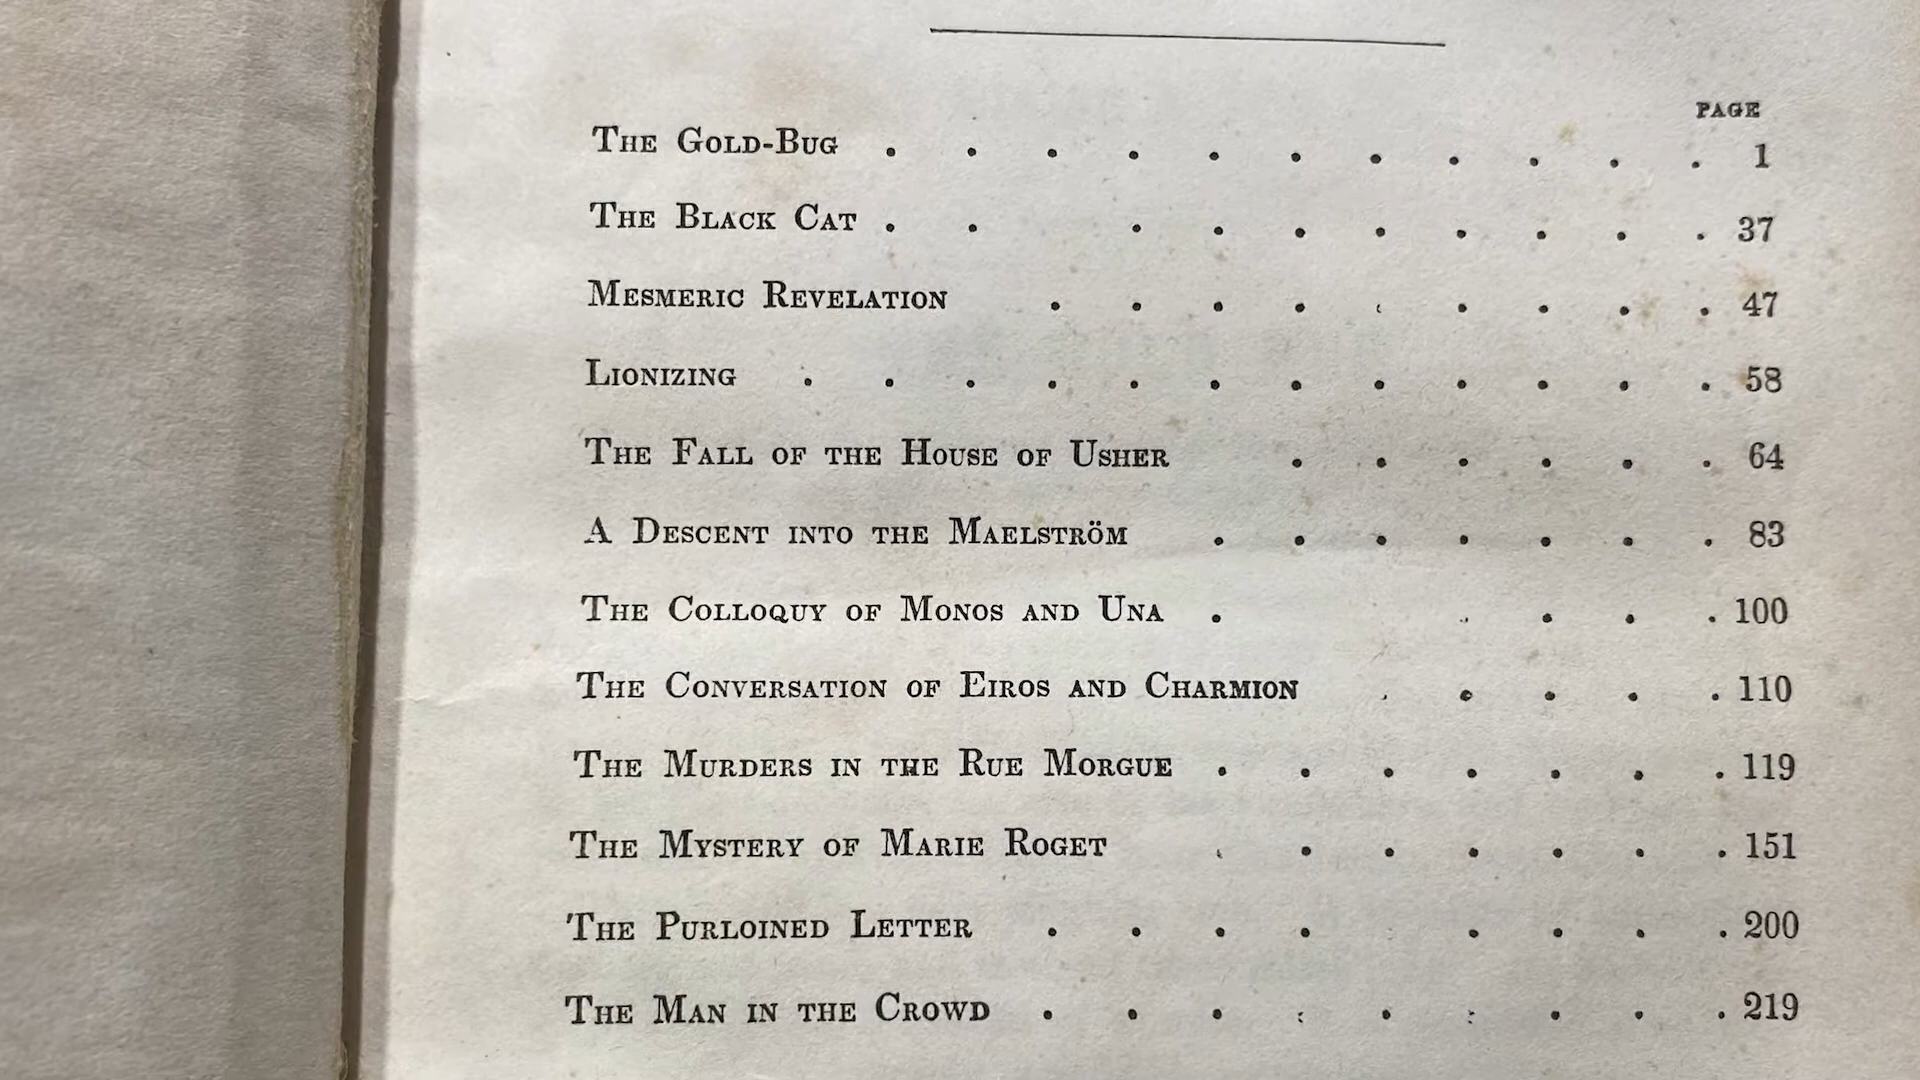 PAGE
The Gold-Bug . . . . . . . . . . . 1
The Black Cat . . . . . . . . . . 37
Mesmeric Revelation . . . . . . . . . 47
Lionizing . . . . . . . . . . . . 58
The Fall of the House of Usher . . . . . . 64
A Descent into the Maelström . . . . . . . 83
The Colloquy of Monos and Una . . . . . 100
The Conversation of Eiros and Charmion . . . . . 110
The Murders in the Rue Morgue . . . . . . . 119
The Mystery of Marie Roget . . . . . . . 151
The Purloined Letter . . . . . . . . 200
The Man in the Crowd . . . . . . . . . 219